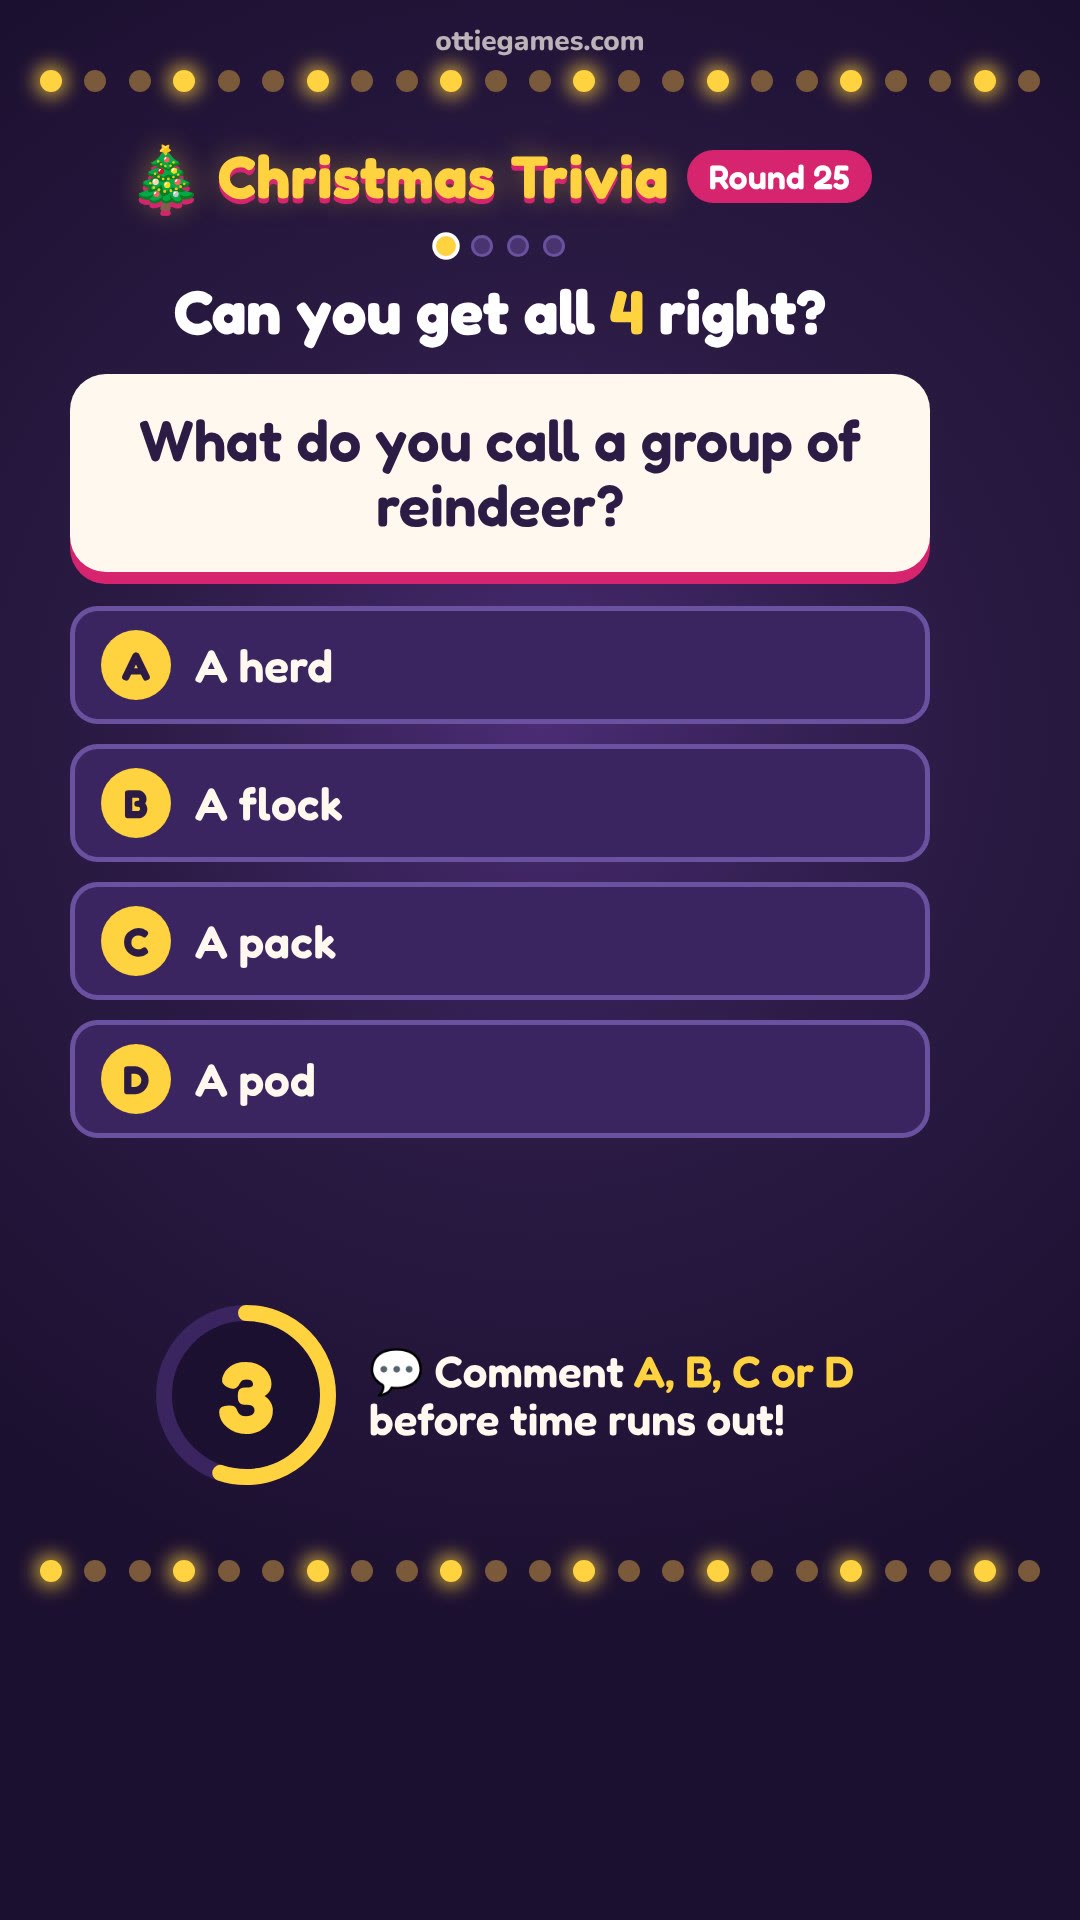 ottiegames.com
Christmas Trivia Round 25
Can you get all 4 right?
What do you call a group of
reindeer?
A A herd
B A flock
C A pack
D A pod
3
Comment A, B, C or D
before time runs out!